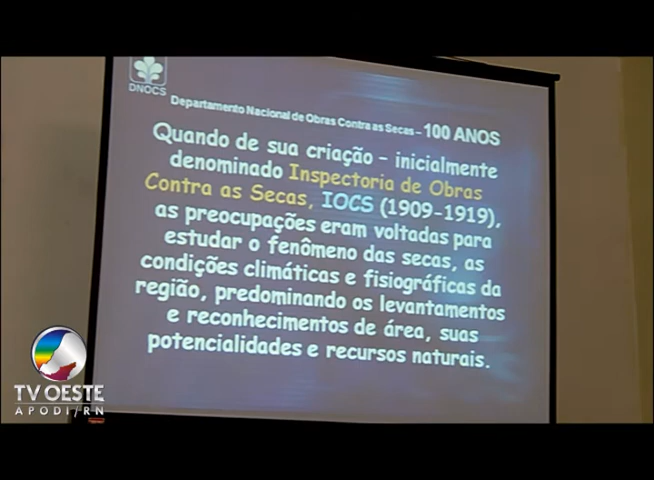 DNOCS
Departamento Nacional de Obras Contra as Secas - 100 ANOS
Quando de sua criação - inicialmente
denominado Inspectoria de Obras
Contra as Secas, IOCS (1909-1919),
as preocupações eram voltadas para
estudar o fenômeno das secas, as
condições climáticas e fisiográficas da
região, predominando os levantamentos
e reconhecimentos de área, suas
potencialidades e recursos naturais.
TV OESTE
APODI/RN